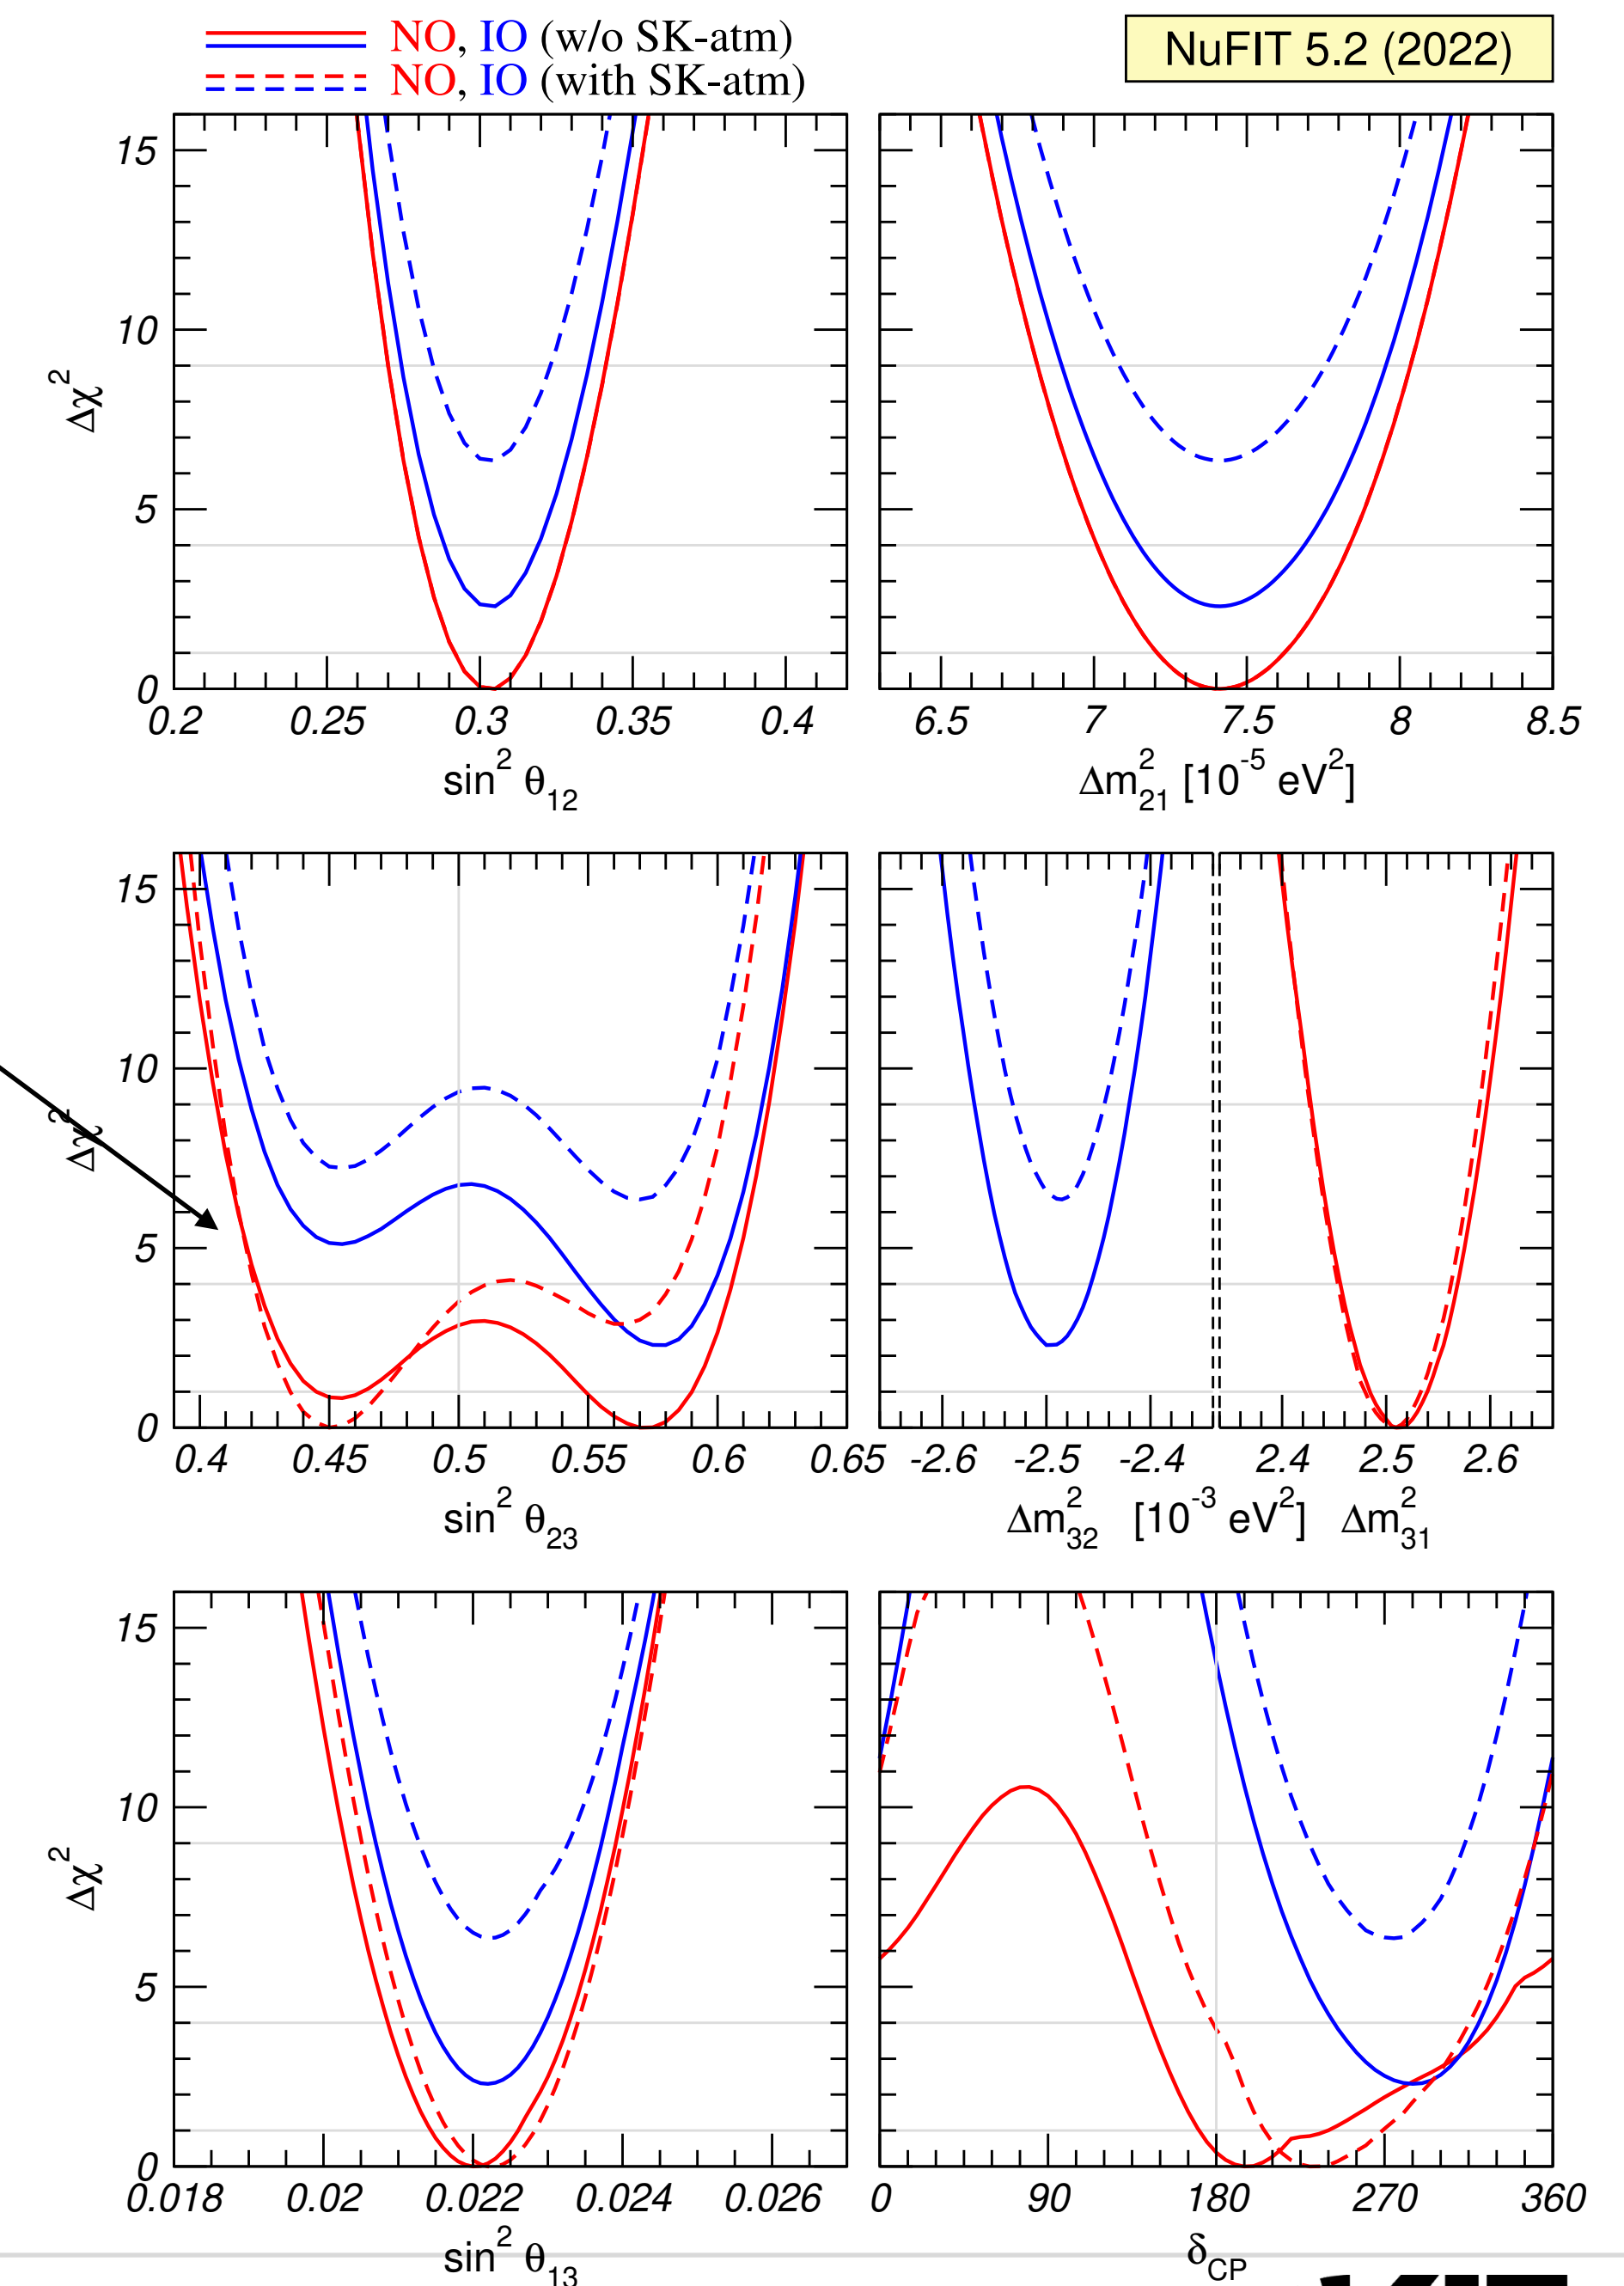 NO, IO (w/o SK-atm)
NO, IO (with SK-atm)
NuFIT 5.2 (2022)
15
10
5
0
Δχ²
0.2 0.25 0.3 0.35 0.4
sin² θ₁₂
6.5 7 7.5 8 8.5
Δm²₂₁ [10⁻⁵ eV²]
15
10
5
0
Δχ²
0.4 0.45 0.5 0.55 0.6 0.65
sin² θ₂₃
-2.6 -2.5 -2.4 2.4 2.5 2.6
Δm²₃₂ [10⁻³ eV²] Δm²₃₁
15
10
5
0
Δχ²
0.018 0.02 0.022 0.024 0.026
sin² θ₁₃
0 90 180 270 360
δ_CP